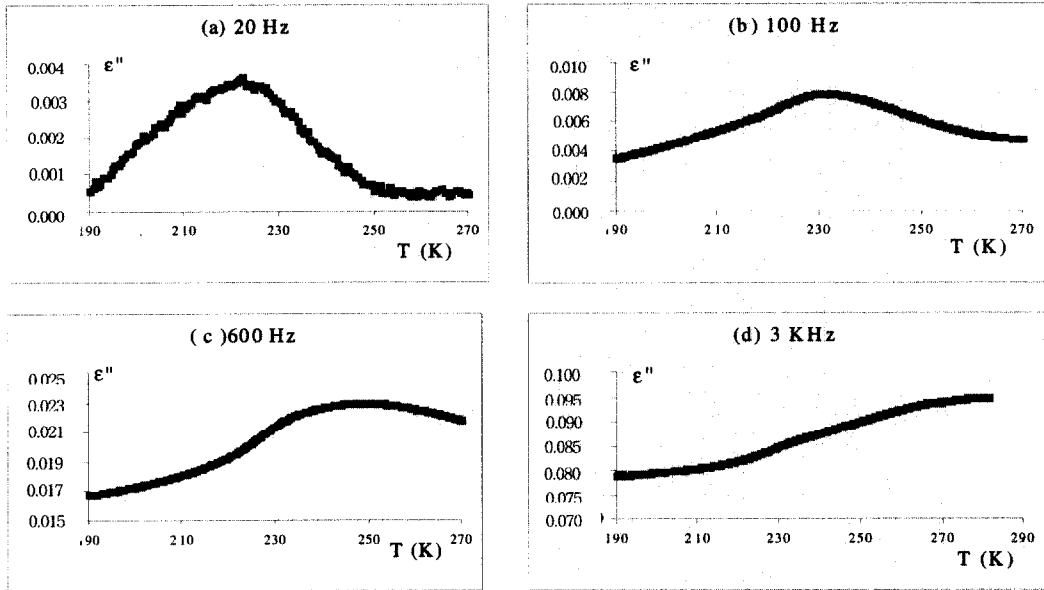 (a) 20 Hz
ε"
0.004
0.003
0.002
0.001
0.000
190 210 230 250 270
T (K)
(b) 100 Hz
ε"
0.010
0.008
0.006
0.004
0.002
0.000
190 210 230 250 270
T (K)
( c )600 Hz
ε"
0.025
0.023
0.021
0.019
0.017
0.015
190 210 230 250 270
T (K)
(d) 3 KHz
ε"
0.100
0.095
0.090
0.085
0.080
0.075
0.070
190 210 230 250 270 290
T (K)